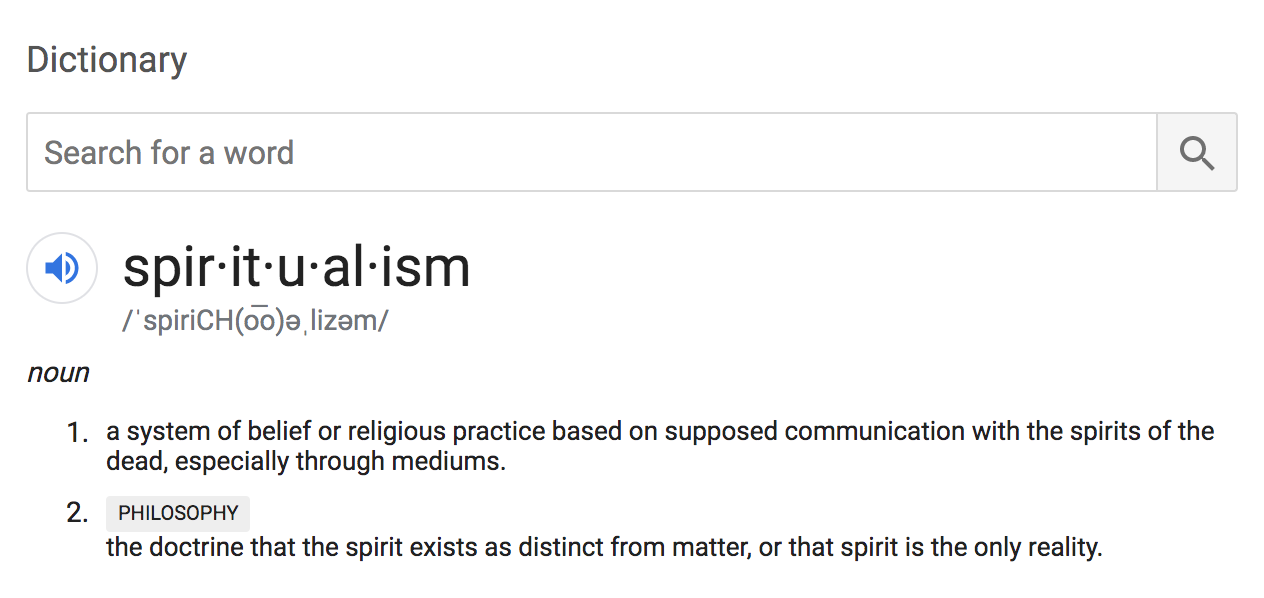 Dictionary
Search for a word
spir·it·u·al·ism
/ˈspiriCH(o͞o)əˌlizəm/
noun
1. a system of belief or religious practice based on supposed communication with the spirits of the
dead, especially through mediums.
2. PHILOSOPHY
the doctrine that the spirit exists as distinct from matter, or that spirit is the only reality.